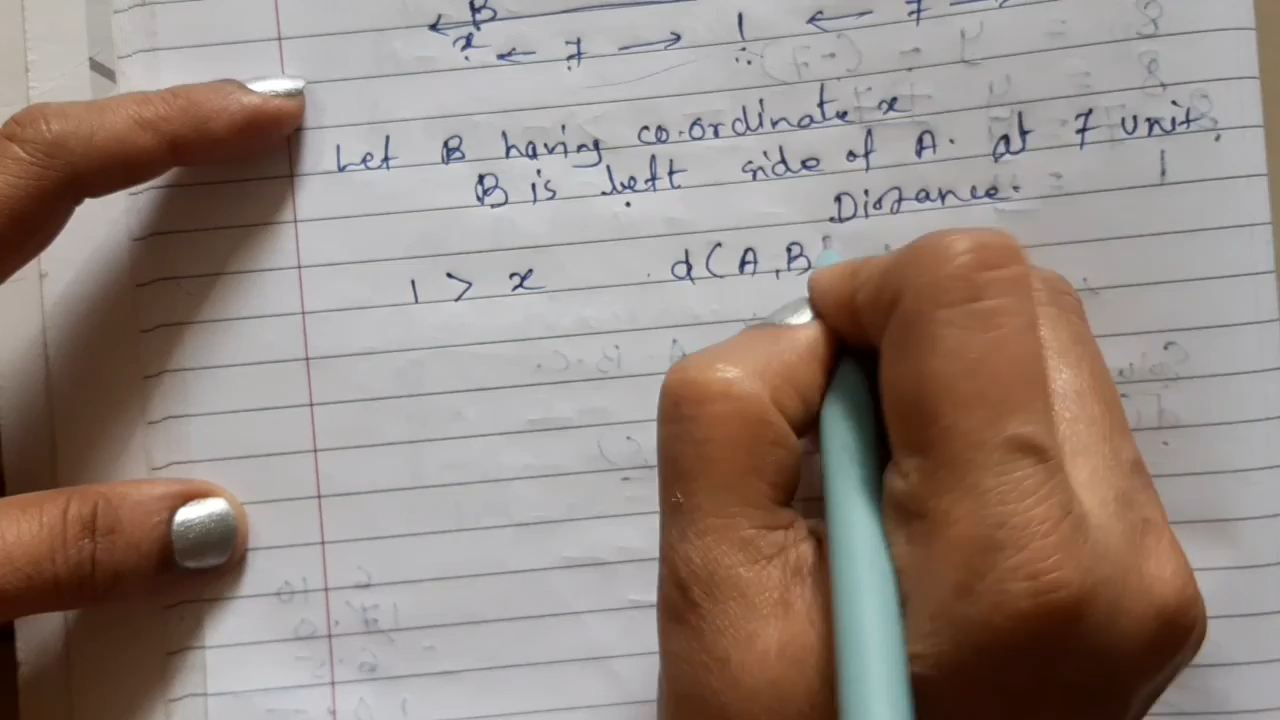 B
x ← 7 → 1 ← 7
Let B having co-ordinate x
B is left side of A. at 7 unit.
Distance.
1 > x d(A,B